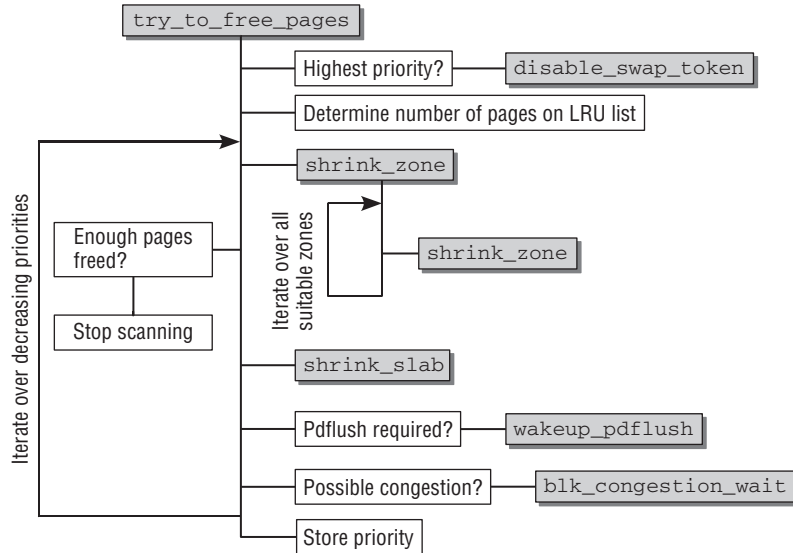 try_to_free_pages
Highest priority?
disable_swap_token
Determine number of pages on LRU list
shrink_zone
Iterate over decreasing priorities
Iterate over all
suitable zones
Enough pages
freed?
shrink_zone
Stop scanning
shrink_slab
Pdflush required?
wakeup_pdflush
Possible congestion?
blk_congestion_wait
Store priority